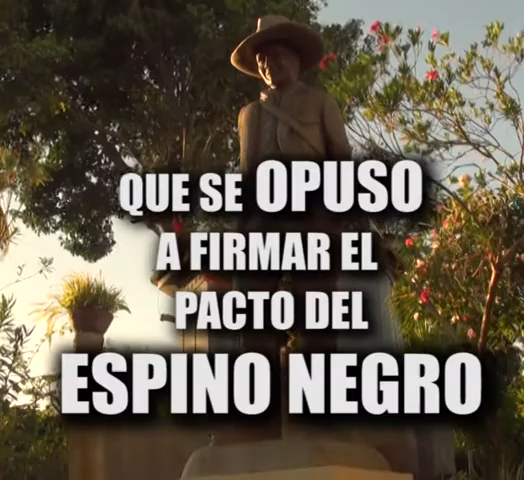 QUE SE OPUSO
A FIRMAR EL
PACTO DEL
ESPINO NEGRO